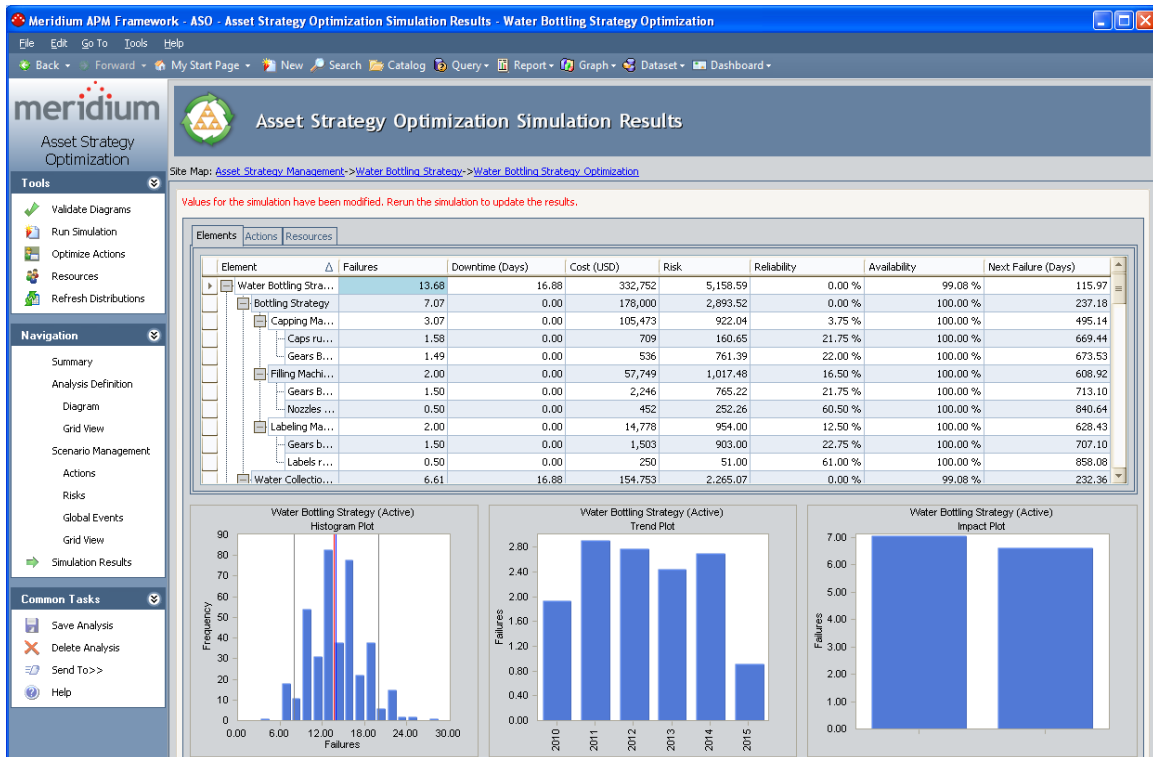 Meridium APM Framework - ASO - Asset Strategy Optimization Simulation Results - Water Bottling Strategy Optimization
File Edit Go To Tools Help
Back Forward My Start Page New Search Catalog Query Report Graph Dataset Dashboard
meridium
Asset Strategy
Optimization
Tools
Validate Diagrams
Run Simulation
Optimize Actions
Resources
Refresh Distributions
Navigation
Summary
Analysis Definition
Diagram
Grid View
Scenario Management
Actions
Risks
Global Events
Grid View
Simulation Results
Common Tasks
Save Analysis
Delete Analysis
Send To>>
Help
Asset Strategy Optimization Simulation Results
Site Map: Asset Strategy Management->Water Bottling Strategy->Water Bottling Strategy Optimization
Values for the simulation have been modified. Rerun the simulation to update the results.
Elements Actions Resources
Element Failures Downtime (Days) Cost (USD) Risk Reliability Availability Next Failure (Days)
Water Bottling Stra... 13.68 16.88 332,752 5,158.59 0.00 % 99.08 % 115.97
Bottling Strategy 7.07 0.00 178,000 2,893.52 0.00 % 100.00 % 237.18
Capping Ma... 3.07 0.00 105,473 922.04 3.75 % 100.00 % 495.14
Caps ru... 1.58 0.00 709 160.65 21.75 % 100.00 % 669.44
Gears B... 1.49 0.00 536 761.39 22.00 % 100.00 % 673.53
Filling Machi... 2.00 0.00 57,749 1,017.48 16.50 % 100.00 % 608.92
Gears B... 1.50 0.00 2,246 765.22 21.75 % 100.00 % 713.10
Nozzles ... 0.50 0.00 452 252.26 60.50 % 100.00 % 840.64
Labeling Ma... 2.00 0.00 14,778 954.00 12.50 % 100.00 % 628.43
Gears b... 1.50 0.00 1,503 903.00 22.75 % 100.00 % 707.10
Labels r... 0.50 0.00 250 51.00 61.00 % 100.00 % 858.08
Water Collectio... 6.61 16.88 154,753 2,265.07 0.00 % 99.08 % 232.36
Water Bottling Strategy (Active)
Histogram Plot
90
80
70
60
50
40
30
20
10
0
Frequency
0.00 6.00 12.00 18.00 24.00 30.00
Failures
Water Bottling Strategy (Active)
Trend Plot
2.80
2.40
2.00
1.60
1.20
0.80
0.40
0.00
Failures
2010 2011 2012 2013 2014 2015
Water Bottling Strategy (Active)
Impact Plot
7.00
6.00
5.00
4.00
3.00
2.00
1.00
0.00
Failures